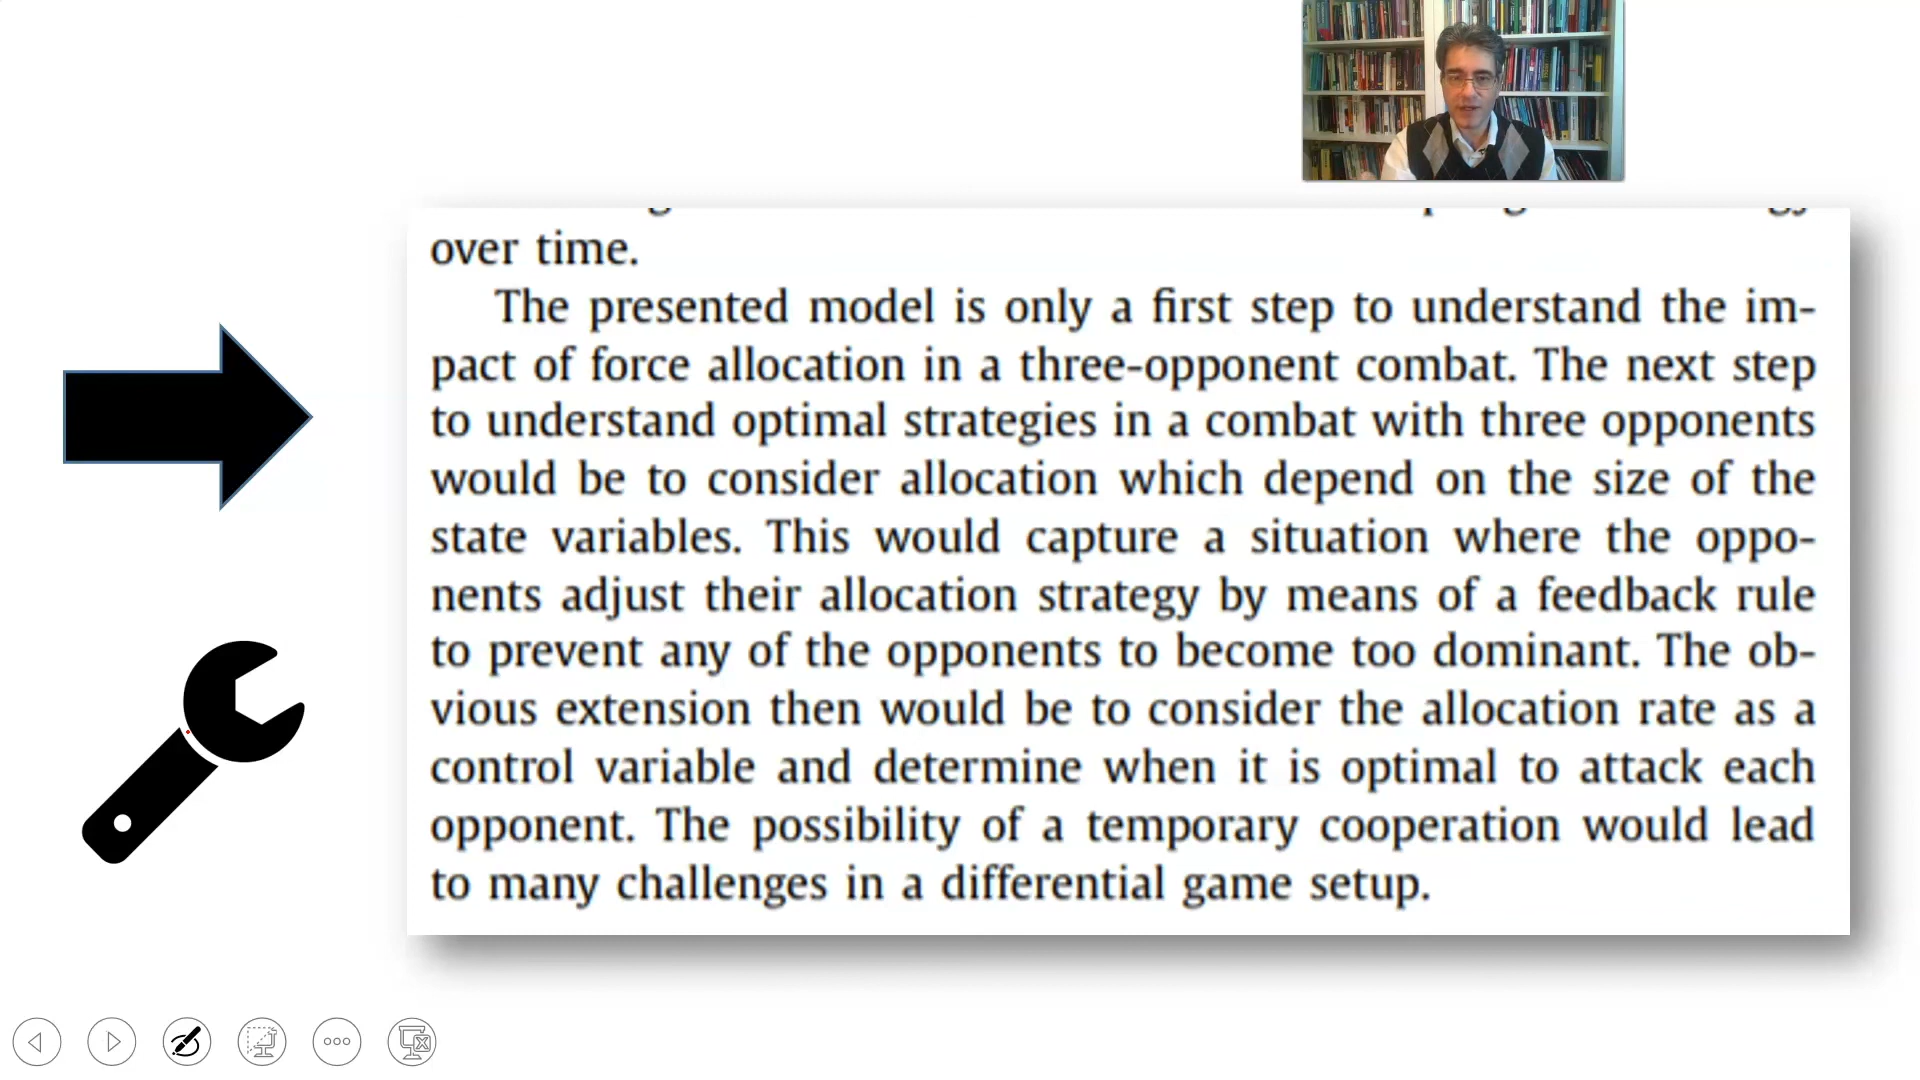 over time.
The presented model is only a first step to understand the im-
pact of force allocation in a three-opponent combat. The next step
to understand optimal strategies in a combat with three opponents
would be to consider allocation which depend on the size of the
state variables. This would capture a situation where the oppo-
nents adjust their allocation strategy by means of a feedback rule
to prevent any of the opponents to become too dominant. The ob-
vious extension then would be to consider the allocation rate as a
control variable and determine when it is optimal to attack each
opponent. The possibility of a temporary cooperation would lead
to many challenges in a differential game setup.